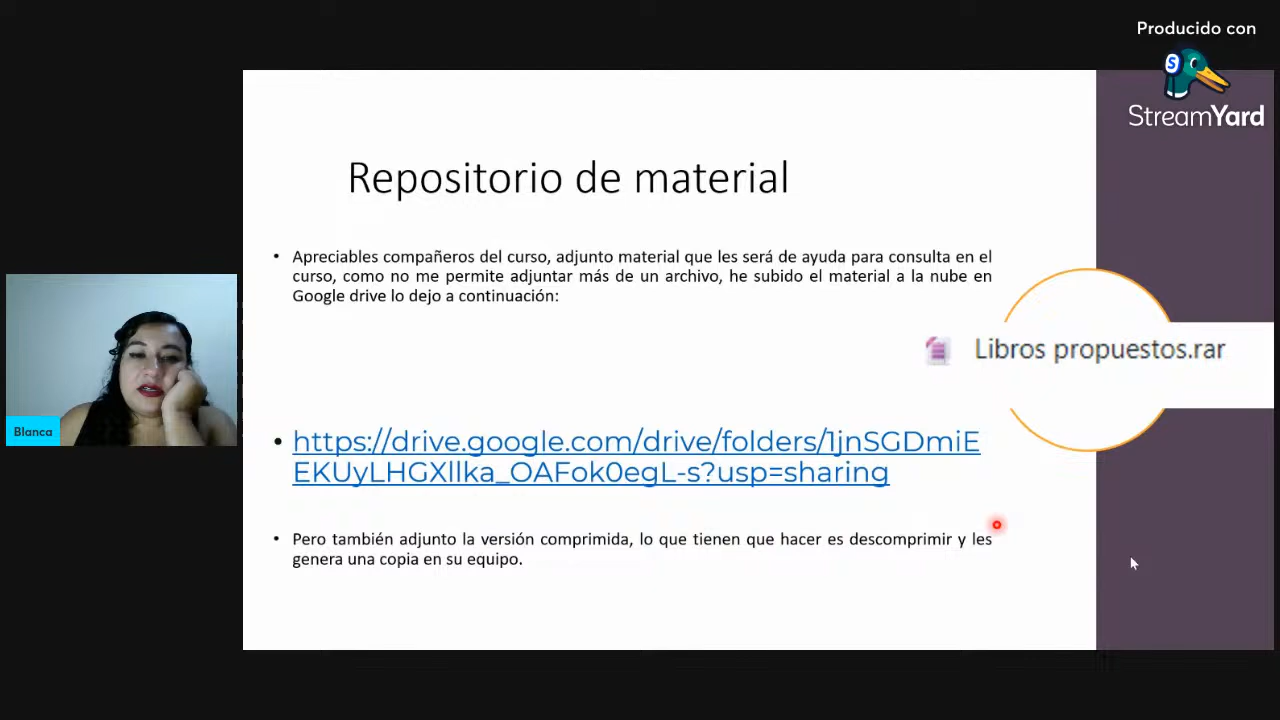 Producido con
StreamYard
Repositorio de material
• Apreciables compañeros del curso, adjunto material que les será de ayuda para consulta en el
curso, como no me permite adjuntar más de un archivo, he subido el material a la nube en
Google drive lo dejo a continuación:
Libros propuestos.rar
Blanca
• https://drive.google.com/drive/folders/1jnSGDmiE
EKUyLHGXllka_OAFok0egL-s?usp=sharing
• Pero también adjunto la versión comprimida, lo que tienen que hacer es descomprimir y les
genera una copia en su equipo.